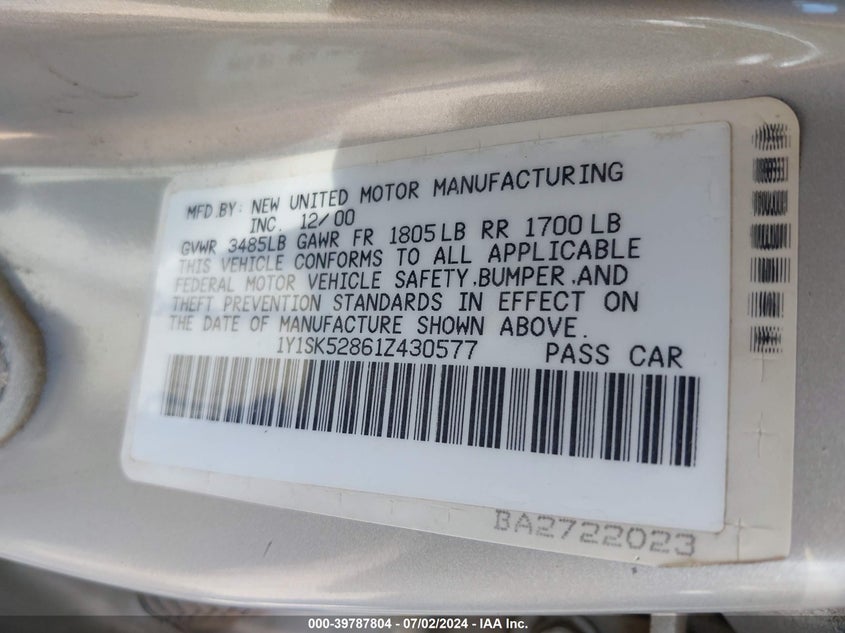 MFD.BY: NEW UNITED MOTOR MANUFACTURING
INC. 12/00
GVWR 3485LB GAWR FR 1805LB RR 1700LB
THIS VEHICLE CONFORMS TO ALL APPLICABLE
FEDERAL MOTOR VEHICLE SAFETY,BUMPER,AND
THEFT PREVENTION STANDARDS IN EFFECT ON
THE DATE OF MANUFACTURE SHOWN ABOVE.
1Y1SK52861Z430577 PASS CAR
BA2722023
000-39787804 - 07/02/2024 - IAA Inc.